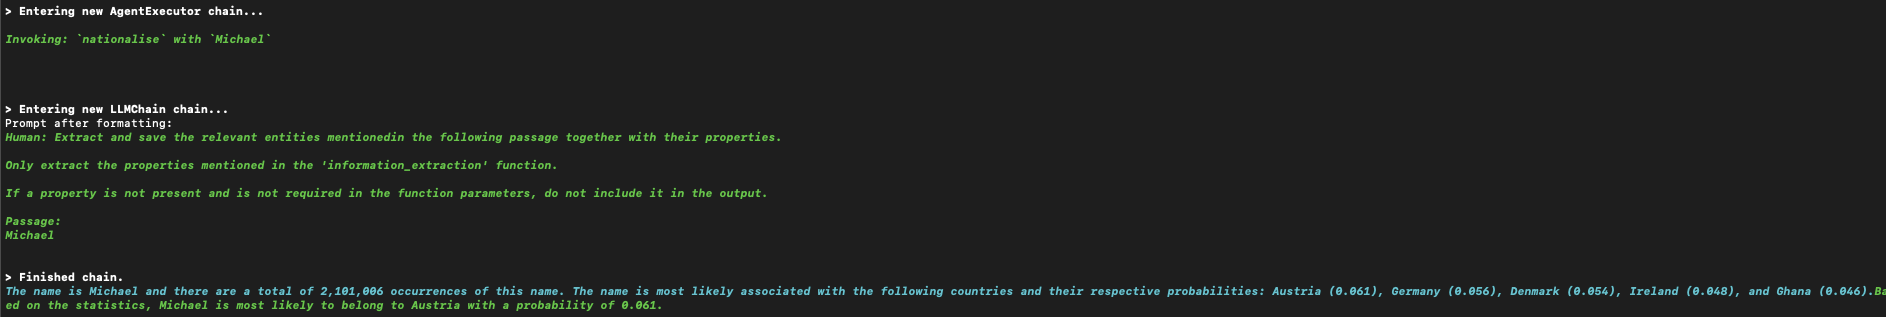 > Entering new AgentExecutor chain...
Invoking: `nationalise` with `Michael`
> Entering new LLMChain chain...
Prompt after formatting:
Human: Extract and save the relevant entities mentionedin the following passage together with their properties.
Only extract the properties mentioned in the 'information_extraction' function.
If a property is not present and is not required in the function parameters, do not include it in the output.
Passage:
Michael
> Finished chain.
The name is Michael and there are a total of 2,101,006 occurrences of this name. The name is most likely associated with the following countries and their respective probabilities: Austria (0.061), Germany (0.056), Denmark (0.054), Ireland (0.048), and Ghana (0.046).Ba
ed on the statistics, Michael is most likely to belong to Austria with a probability of 0.061.